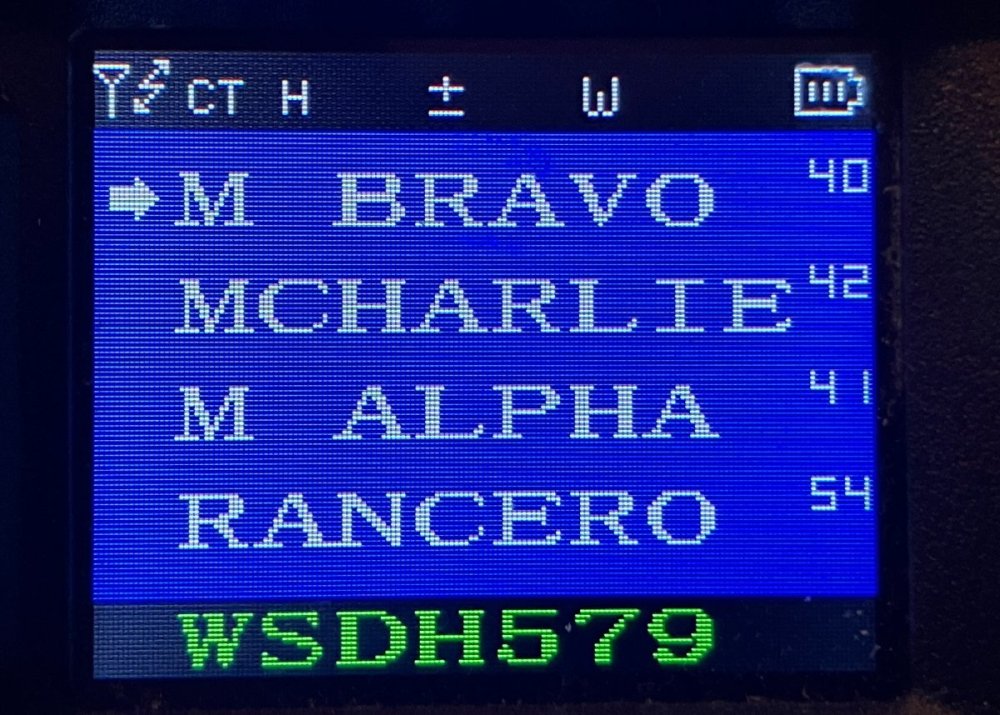 CT H ± W
M BRAVO 40
MCHARLIE 42
M ALPHA 41
RANCERO 54
WSDH579